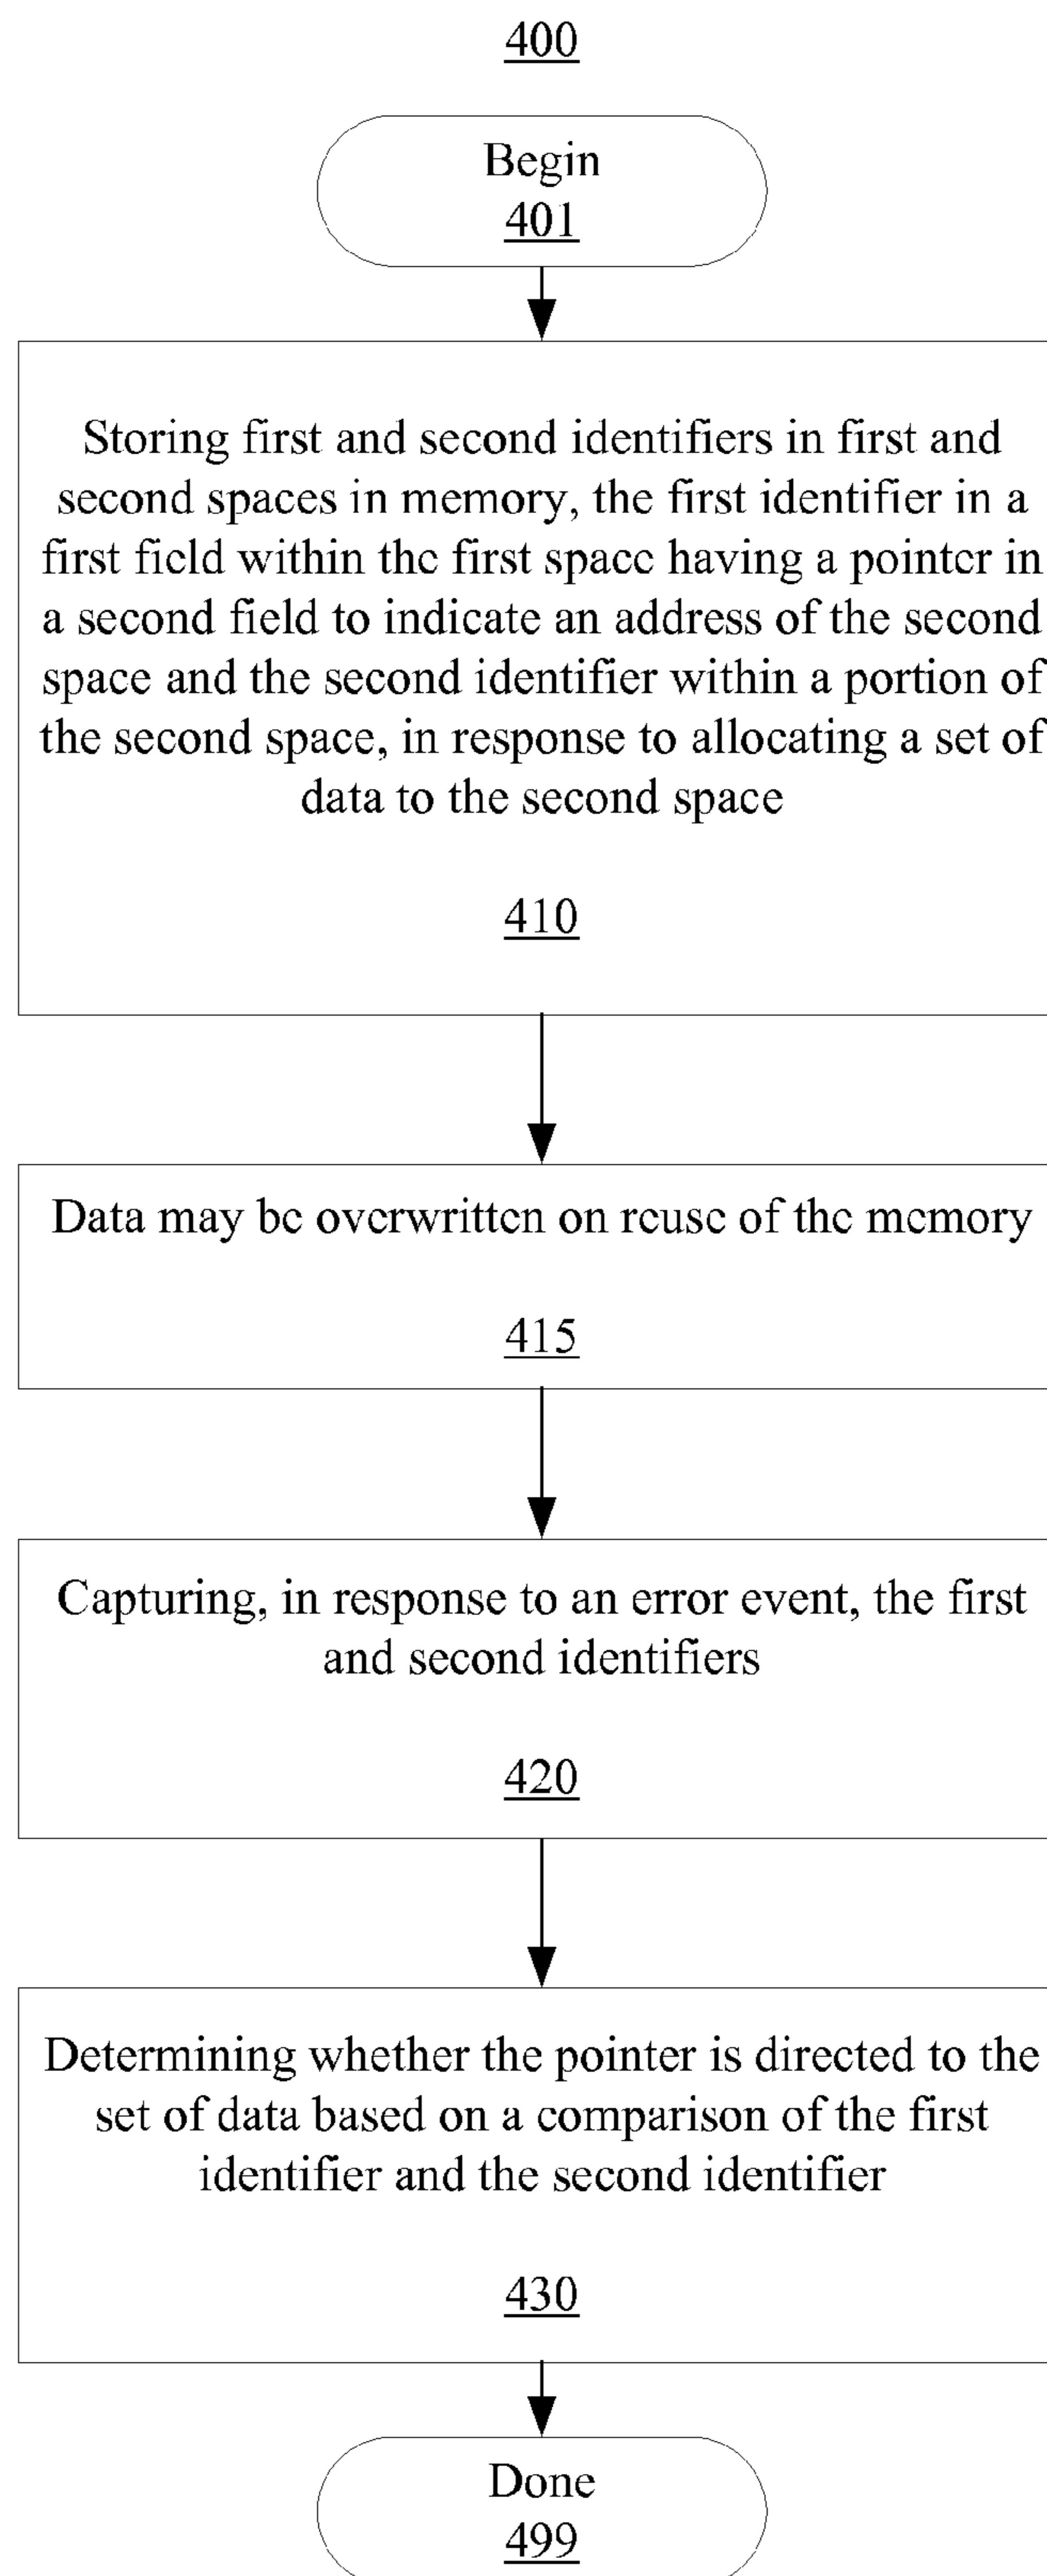 400
Begin
401
Storing first and second identifiers in first and
second spaces in memory, the first identifier in a
first field within the first space having a pointer in
a second field to indicate an address of the second
space and the second identifier within a portion of
the second space, in response to allocating a set of
data to the second space
410
Data may be overwritten on reuse of the memory
415
Capturing, in response to an error event, the first
and second identifiers
420
Determining whether the pointer is directed to the
set of data based on a comparison of the first
identifier and the second identifier
430
Done
499